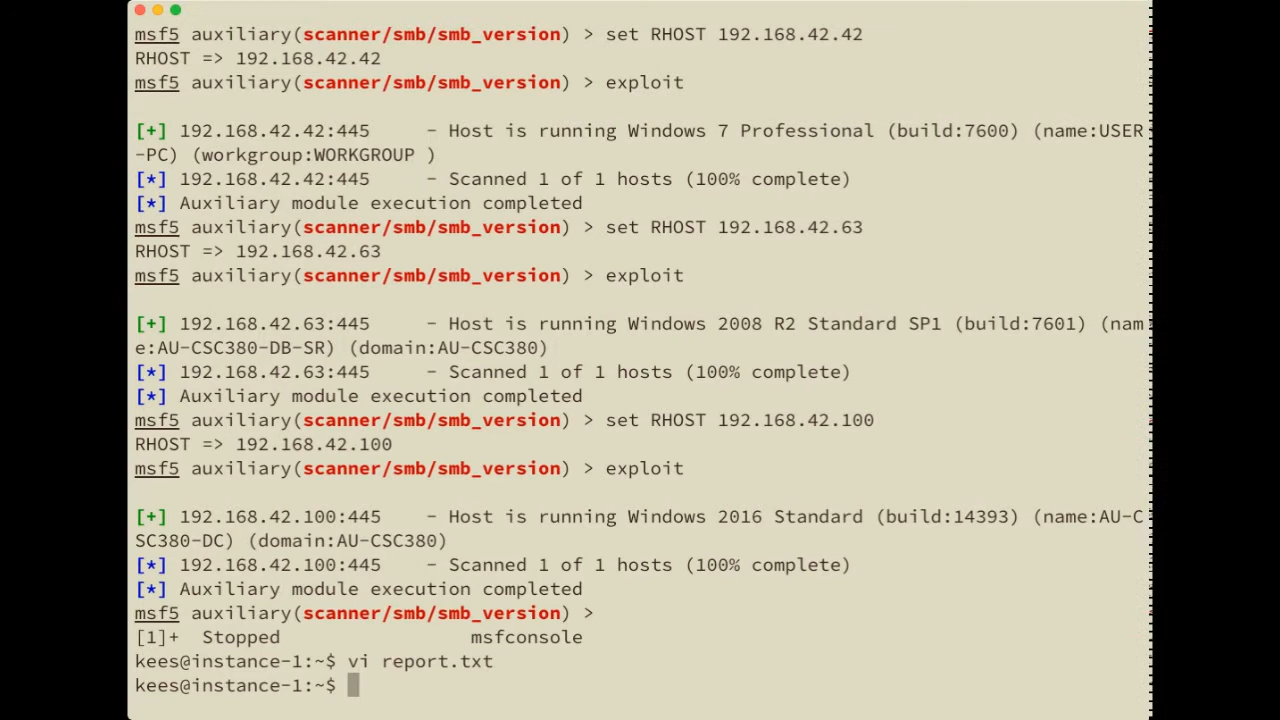 msf5 auxiliary(scanner/smb/smb_version) > set RHOST 192.168.42.42
RHOST => 192.168.42.42
msf5 auxiliary(scanner/smb/smb_version) > exploit
[+] 192.168.42.42:445     - Host is running Windows 7 Professional (build:7600) (name:USER
-PC) (workgroup:WORKGROUP )
[*] 192.168.42.42:445     - Scanned 1 of 1 hosts (100% complete)
[*] Auxiliary module execution completed
msf5 auxiliary(scanner/smb/smb_version) > set RHOST 192.168.42.63
RHOST => 192.168.42.63
msf5 auxiliary(scanner/smb/smb_version) > exploit
[+] 192.168.42.63:445     - Host is running Windows 2008 R2 Standard SP1 (build:7601) (nam
e:AU-CSC380-DB-SR) (domain:AU-CSC380)
[*] 192.168.42.63:445     - Scanned 1 of 1 hosts (100% complete)
[*] Auxiliary module execution completed
msf5 auxiliary(scanner/smb/smb_version) > set RHOST 192.168.42.100
RHOST => 192.168.42.100
msf5 auxiliary(scanner/smb/smb_version) > exploit
[+] 192.168.42.100:445    - Host is running Windows 2016 Standard (build:14393) (name:AU-C
SC380-DC) (domain:AU-CSC380)
[*] 192.168.42.100:445    - Scanned 1 of 1 hosts (100% complete)
[*] Auxiliary module execution completed
msf5 auxiliary(scanner/smb/smb_version) >
[1]+  Stopped                 msfconsole
kees@instance-1:~$ vi report.txt
kees@instance-1:~$